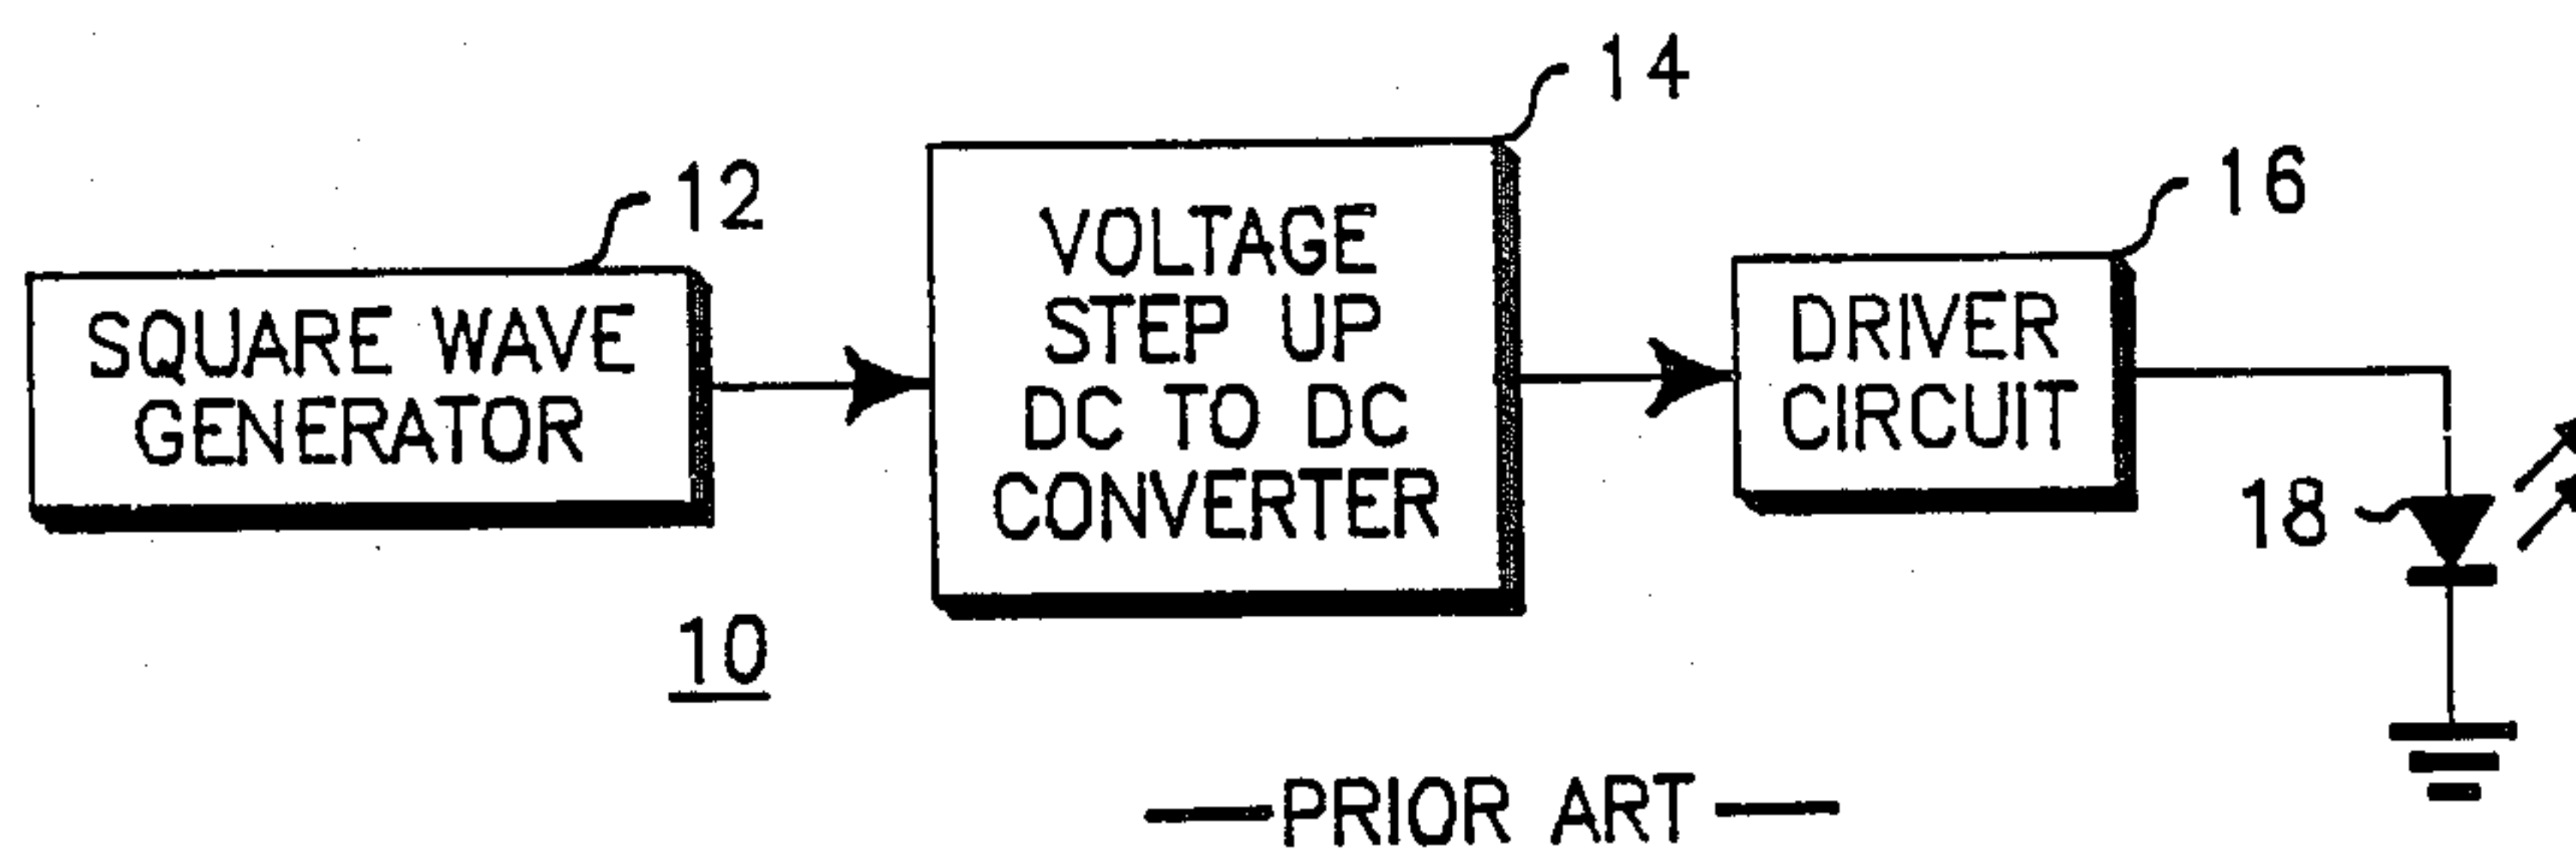 14
12
16
VOLTAGE
STEP UP
DC TO DC
CONVERTER
SQUARE WAVE
GENERATOR
DRIVER
CIRCUIT
18
10
—PRIOR ART—